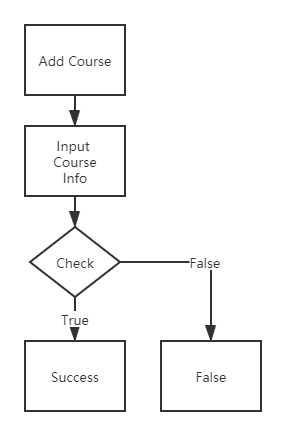 Add Course
Input
Course
Info
Check
False
True
Success
False